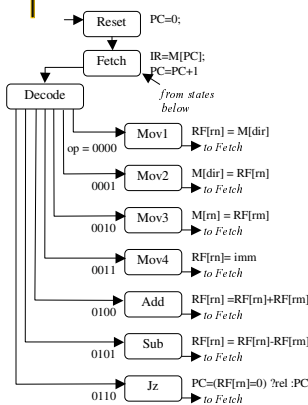 Reset PC=0;
Fetch IR=M[PC];
PC=PC+1
Decode from states
below
Mov1 RF[rn] = M[dir]
op = 0000 to Fetch
Mov2 M[dir] = RF[rn]
0001 to Fetch
Mov3 M[rn] = RF[rm]
0010 to Fetch
Mov4 RF[rn]= imm
0011 to Fetch
Add RF[rn] =RF[rn]+RF[rm]
0100 to Fetch
Sub RF[rn] = RF[rn]-RF[rm]
0101 to Fetch
Jz PC=(RF[rn]=0) ?rel :PC
0110 to Fetch